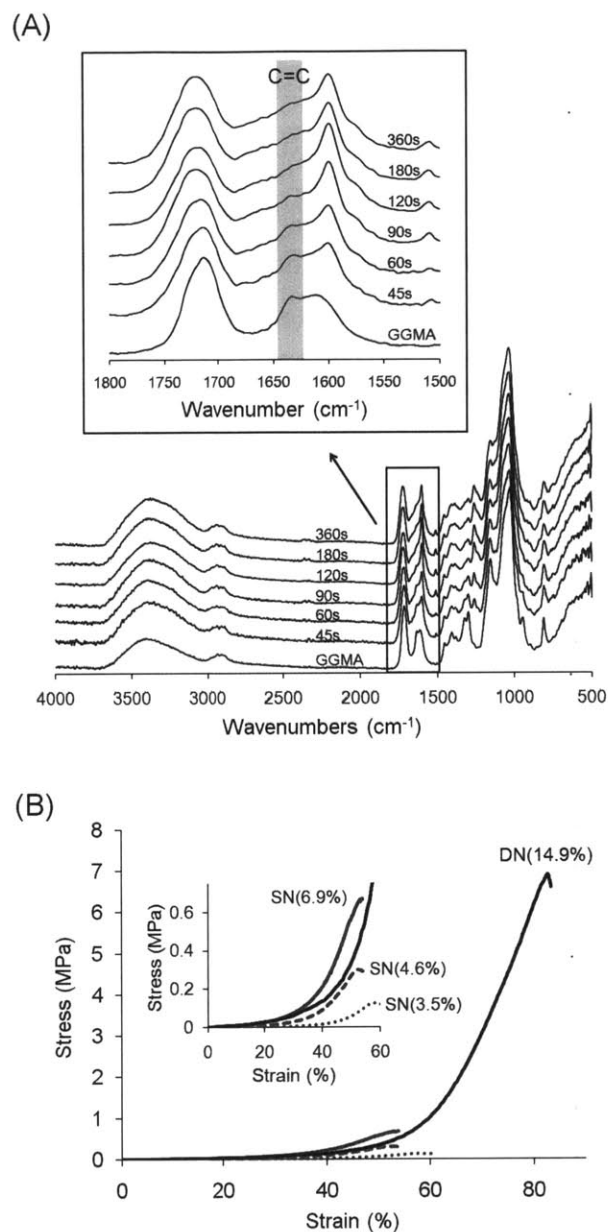 (A)
C=C
360s
180s
120s
90s
60s
45s
GGMA
1800 1750 1700 1650 1600 1550 1500
Wavenumber (cm⁻¹)
360s
180s
120s
90s
60s
45s
GGMA
4000 3500 3000 2500 2000 1500 1000 500
Wavenumbers (cm⁻¹)
(B)
8
7
6
5
4
3
2
1
0
Stress (MPa)
DN(14.9%)
0.6
0.4
0.2
0
Stress (MPa)
SN(6.9%)
SN(4.6%)
SN(3.5%)
0 20 40 60
Strain (%)
0 20 40 60 80
Strain (%)